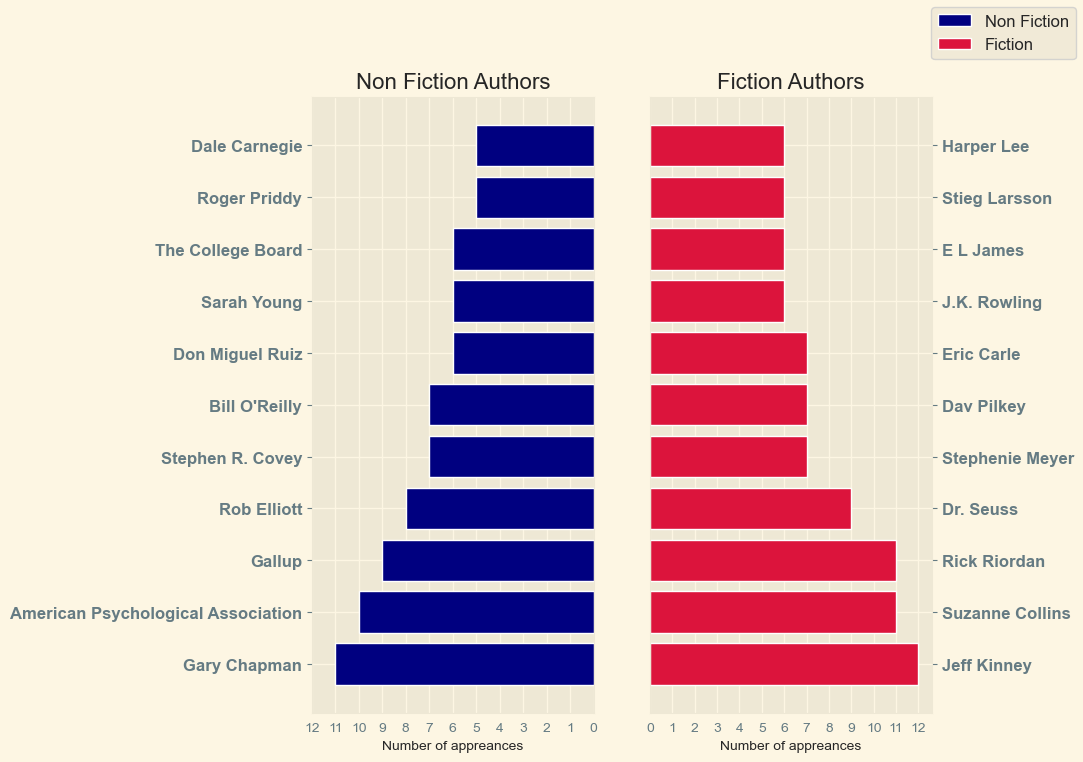 Non Fiction
Fiction
Non Fiction Authors
Fiction Authors
Dale Carnegie
Roger Priddy
The College Board
Sarah Young
Don Miguel Ruiz
Bill O'Reilly
Stephen R. Covey
Rob Elliott
Gallup
American Psychological Association
Gary Chapman
12 11 10 9 8 7 6 5 4 3 2 1 0
Number of appreances
Harper Lee
Stieg Larsson
E L James
J.K. Rowling
Eric Carle
Dav Pilkey
Stephenie Meyer
Dr. Seuss
Rick Riordan
Suzanne Collins
Jeff Kinney
0 1 2 3 4 5 6 7 8 9 10 11 12
Number of appreances